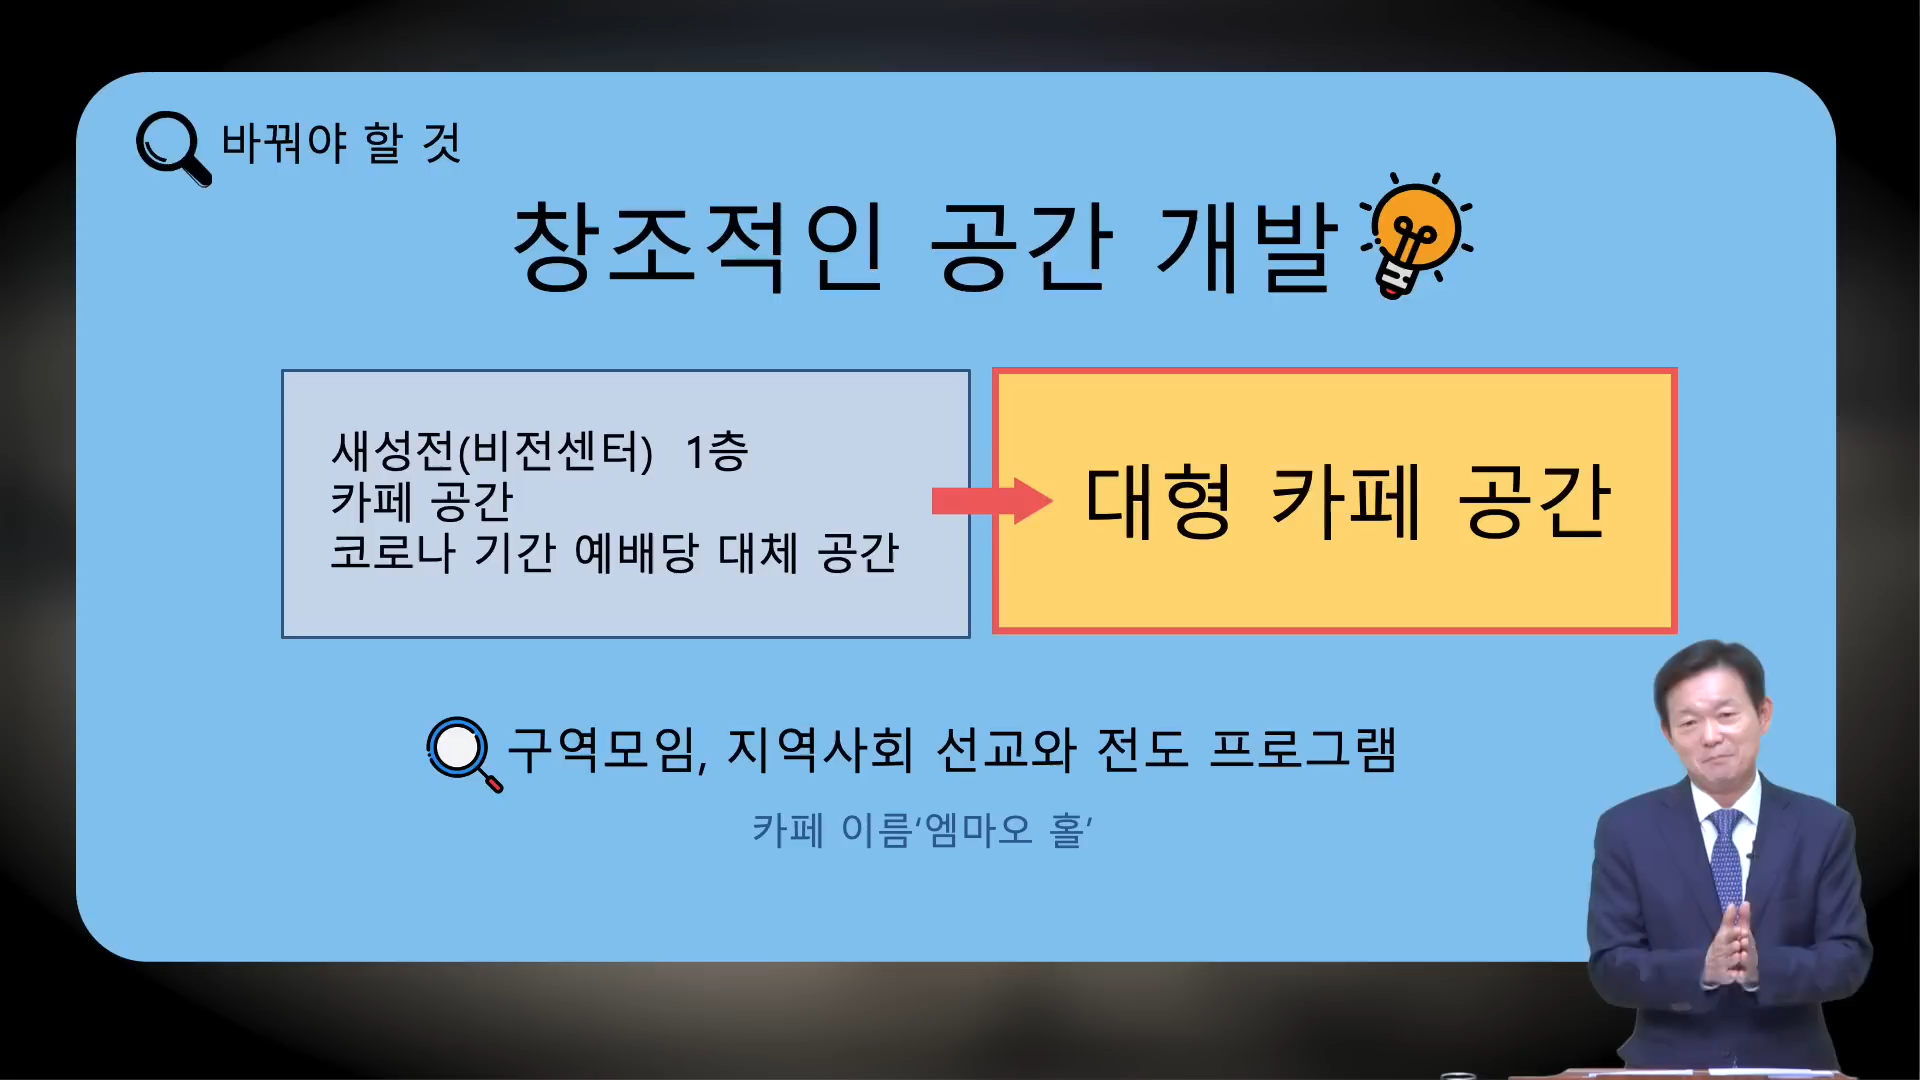 바꿔야 할 것
창조적인 공간 개발
새성전(비전센터) 1층
카페 공간
코로나 기간 예배당 대체 공간
대형 카페 공간
구역모임, 지역사회 선교와 전도 프로그램
카페 이름‘엠마오 홀’